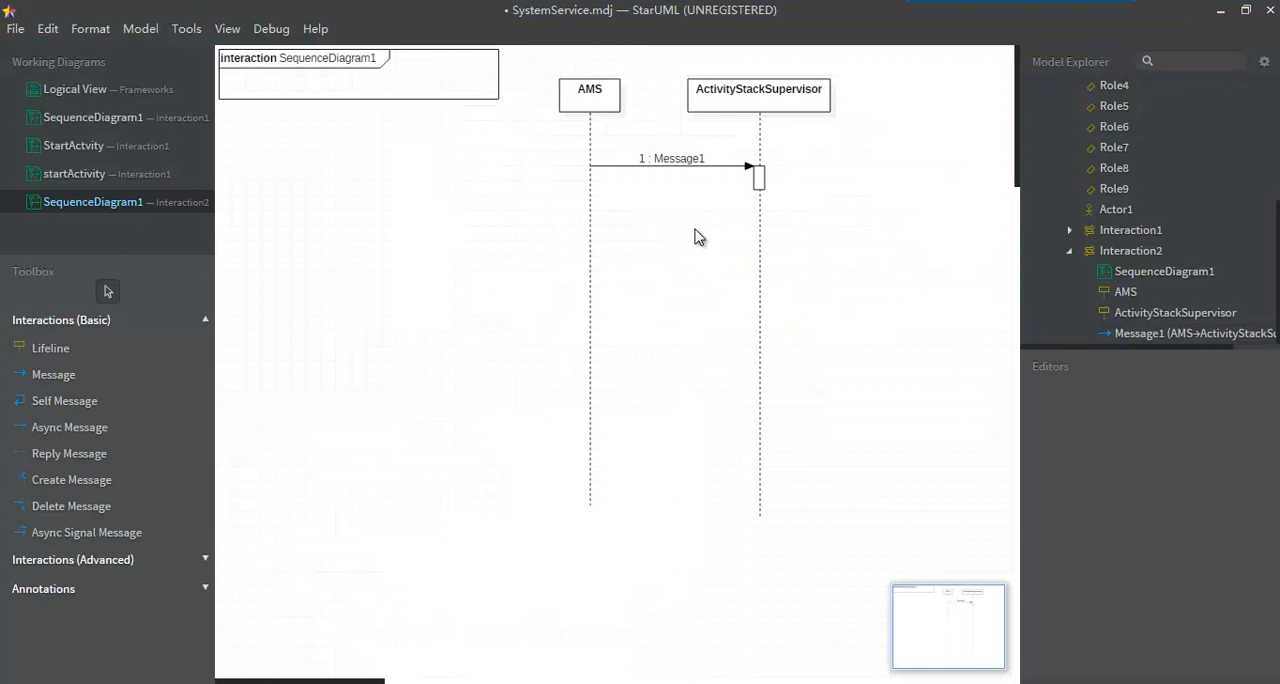 • SystemService.mdj — StarUML (UNREGISTERED)
File Edit Format Model Tools View Debug Help
Working Diagrams
Logical View — Frameworks
SequenceDiagram1 — Interaction1
StartActvity — Interaction1
startActivity — Interaction1
SequenceDiagram1 — Interaction2
Toolbox
Interactions (Basic)
Lifeline
Message
Self Message
Async Message
Reply Message
Create Message
Delete Message
Async Signal Message
Interactions (Advanced)
Annotations
interaction SequenceDiagram1
AMS
ActivityStackSupervisor
1 : Message1
Model Explorer
Role4
Role5
Role6
Role7
Role8
Role9
Actor1
Interaction1
Interaction2
SequenceDiagram1
AMS
ActivityStackSupervisor
Message1 (AMS→ActivityStackSu
Editors